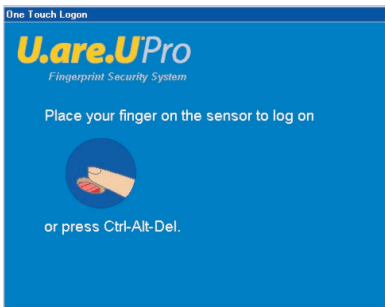 One Touch Logon
U.are.U Pro
Fingerprint Security System
Place your finger on the sensor to log on
or press Ctrl-Alt-Del.